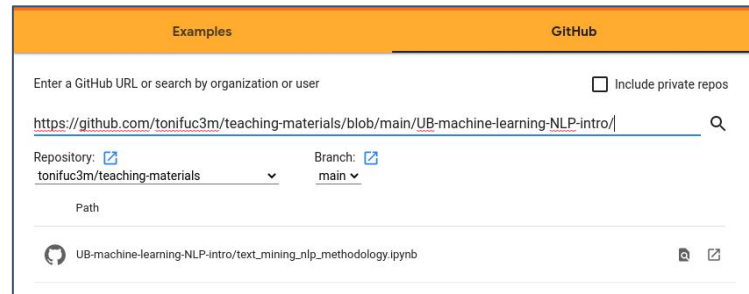 Examples GitHub
Enter a GitHub URL or search by organization or user Include private repos
https://github.com/tonifuc3m/teaching-materials/blob/main/UB-machine-learning-NLP-intro/
Repository: Branch:
tonifuc3m/teaching-materials main
Path
UB-machine-learning-NLP-intro/text_mining_nlp_methodology.ipynb